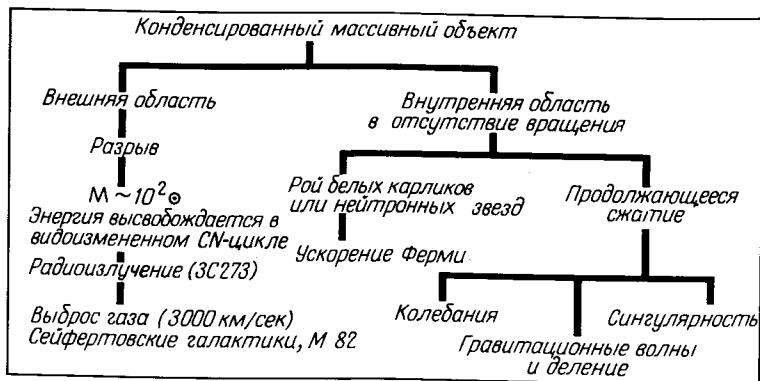 Конденсированный массивный объект
Внешняя область
Разрыв
М~10²⊙
Энергия высвобождается в
видоизмененном CN-цикле
Радиоизлучение (3С273)
Выброс газа (3000 км/сек)
Сейфертовские галактики, М 82
Внутренняя область
в отсутствие вращения
Рой белых карликов
или нейтронных звезд
Ускорение Ферми
Продолжающееся
сжатие
Колебания
Гравитационные волны
и деление
Сингулярность